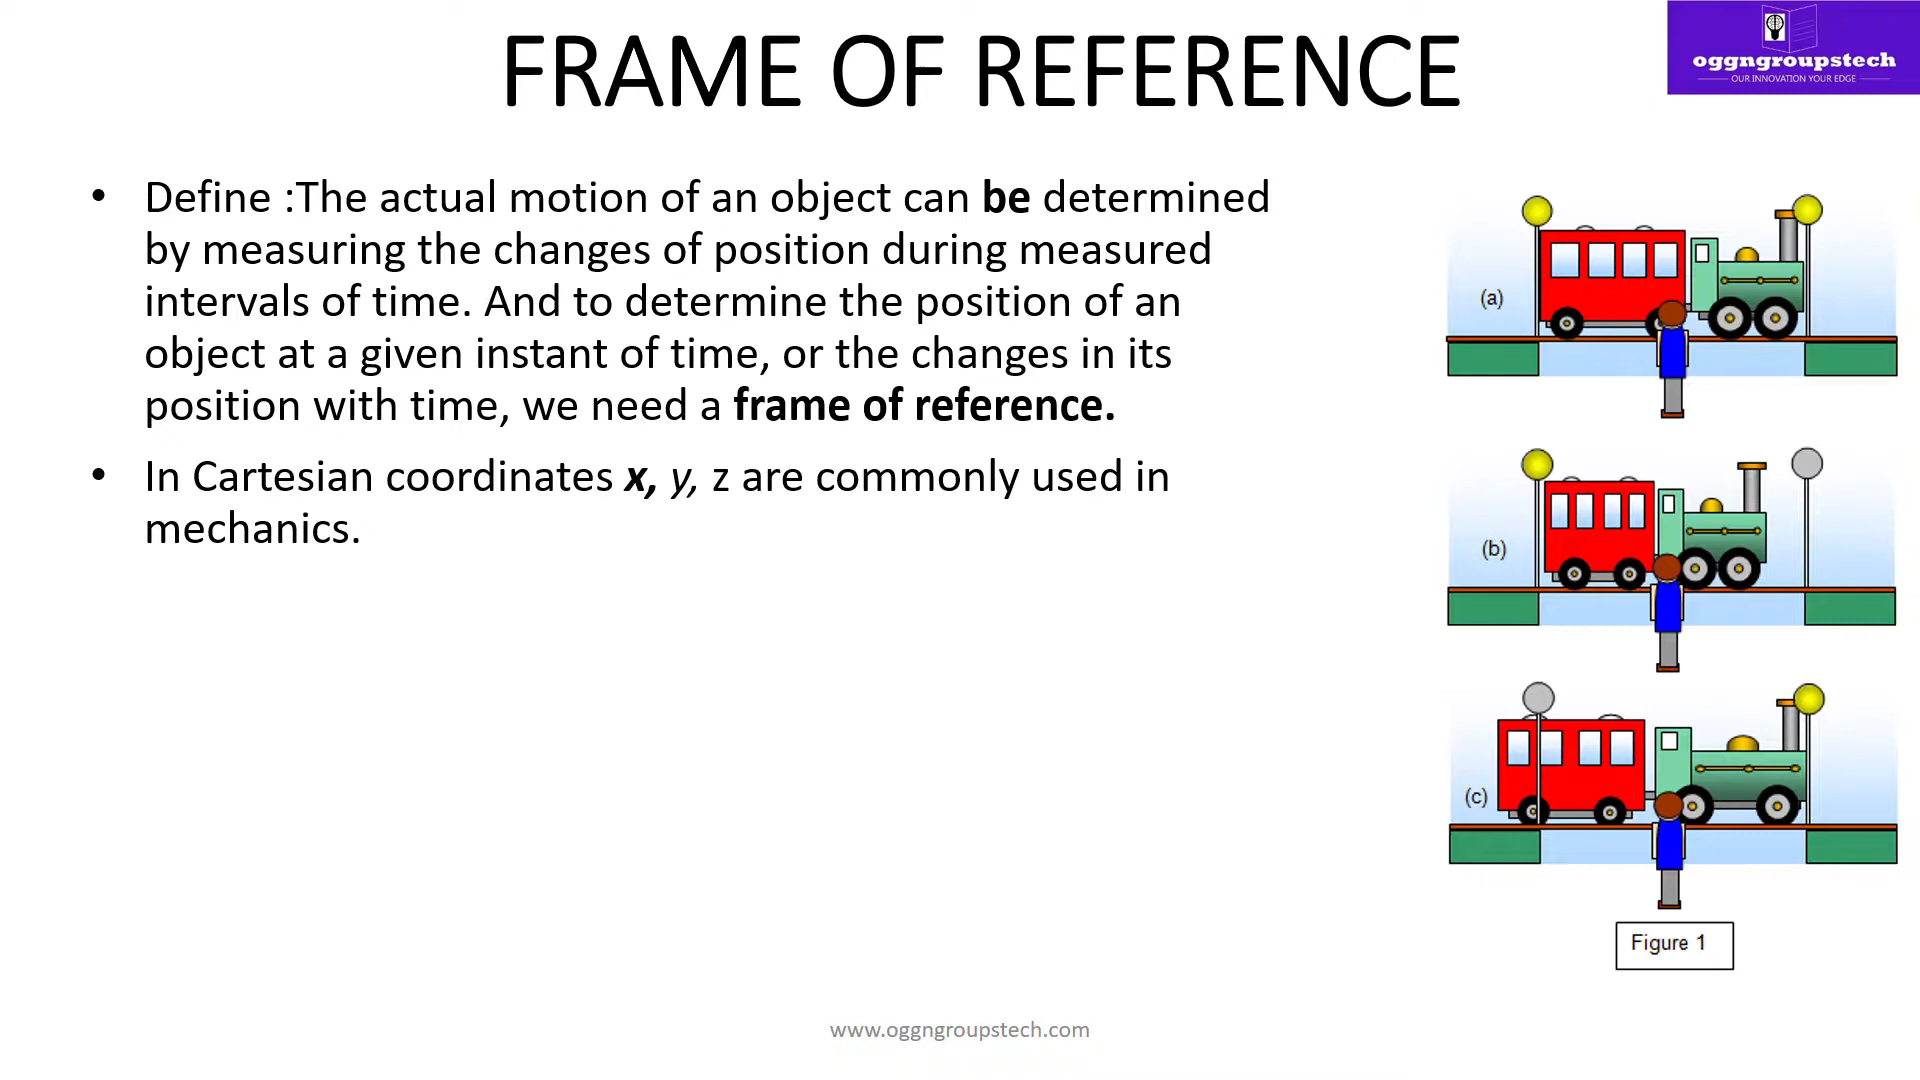 FRAME OF REFERENCE
oggngroupstech
OUR INNOVATION YOUR EDGE
• Define :The actual motion of an object can be determined
by measuring the changes of position during measured
intervals of time. And to determine the position of an
object at a given instant of time, or the changes in its
position with time, we need a frame of reference.
• In Cartesian coordinates x, y, z are commonly used in
mechanics.
(a)
(b)
(c)
Figure 1
www.oggngroupstech.com